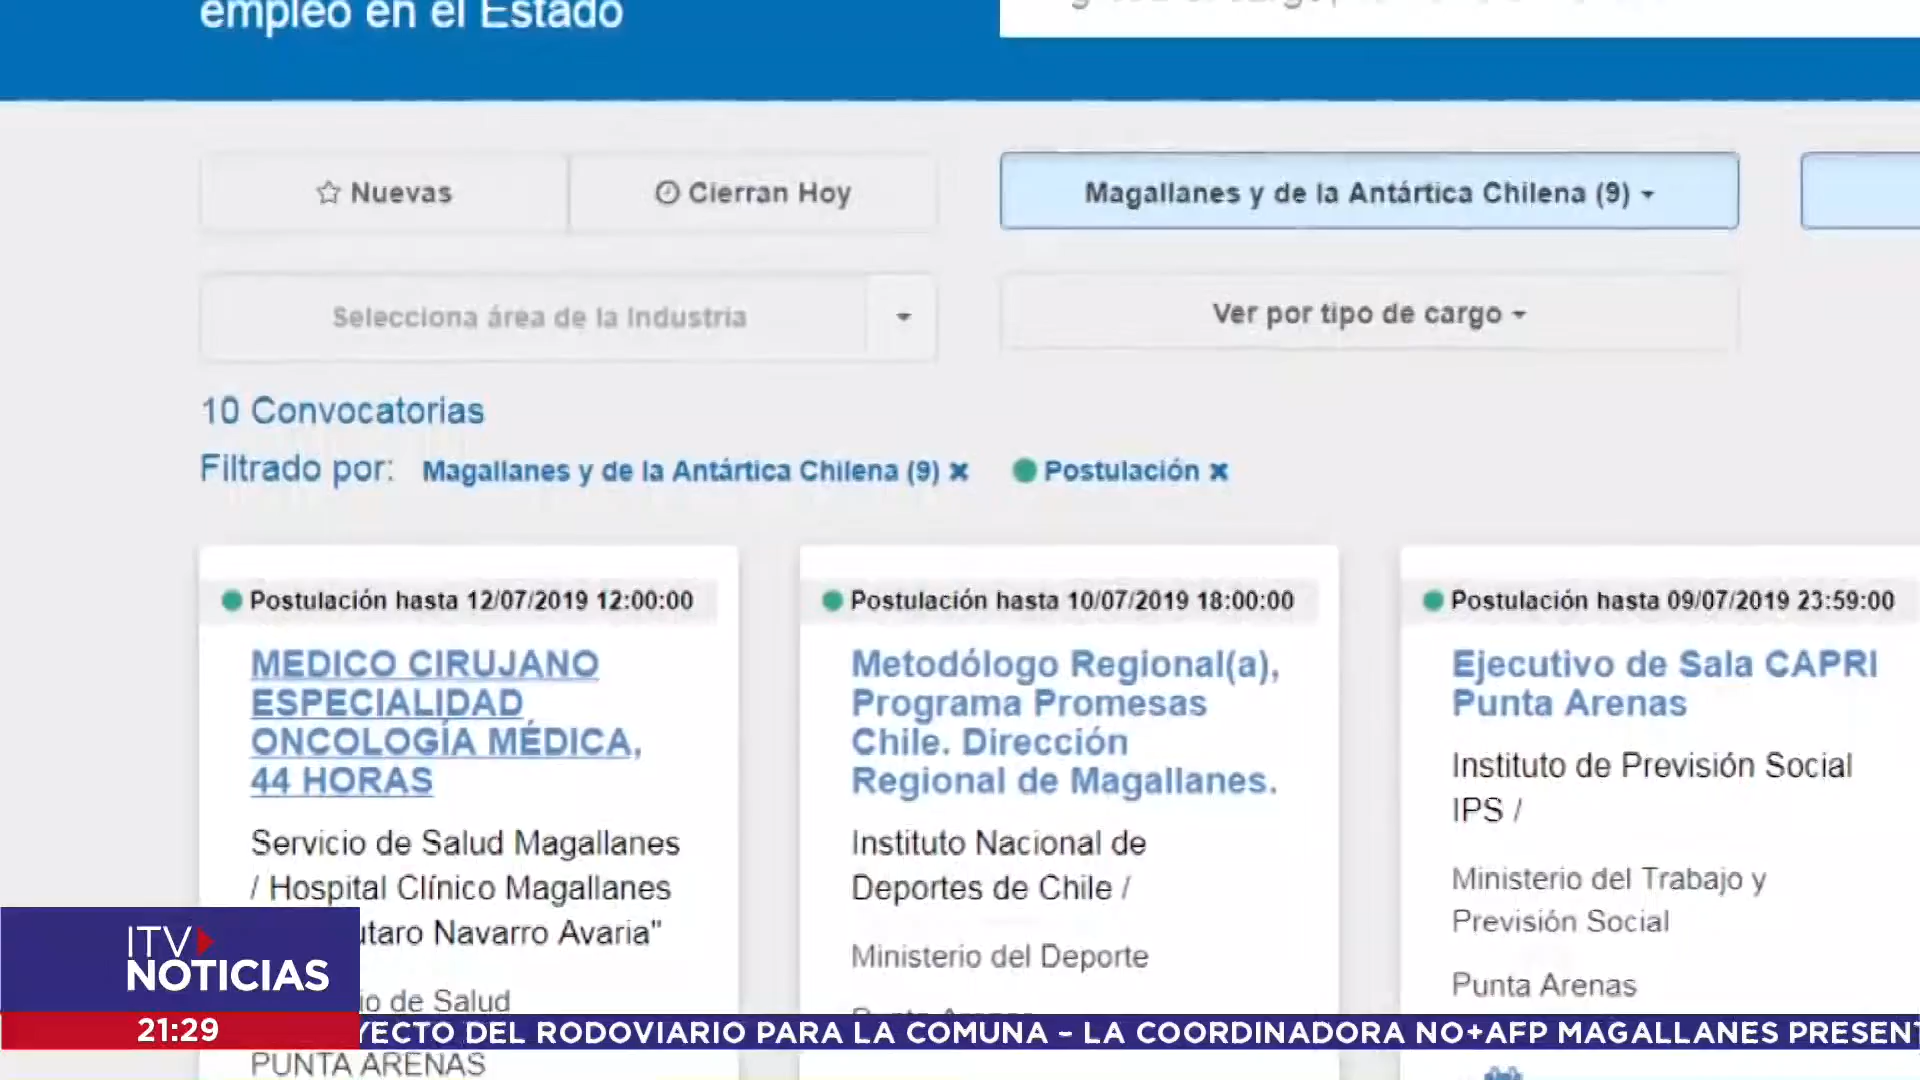 empleo en el Estado
Nuevas
Cierran Hoy
Magallanes y de la Antártica Chilena (9)
Selecciona área de la Industria
Ver por tipo de cargo
10 Convocatorias
Filtrado por: Magallanes y de la Antártica Chilena (9) × Postulación ×
Postulación hasta 12/07/2019 12:00:00
MEDICO CIRUJANO
ESPECIALIDAD
ONCOLOGÍA MÉDICA,
44 HORAS
Servicio de Salud Magallanes
/ Hospital Clínico Magallanes
utaro Navarro Avaria"
io de Salud
PUNTA ARENAS
Postulación hasta 10/07/2019 18:00:00
Metodólogo Regional(a),
Programa Promesas
Chile. Dirección
Regional de Magallanes.
Instituto Nacional de
Deportes de Chile /
Ministerio del Deporte
Postulación hasta 09/07/2019 23:59:00
Ejecutivo de Sala CAPRI
Punta Arenas
Instituto de Previsión Social
IPS /
Ministerio del Trabajo y
Previsión Social
Punta Arenas
ITV
NOTICIAS
21:29
YECTO DEL RODOVIARIO PARA LA COMUNA – LA COORDINADORA NO+AFP MAGALLANES PRESENT